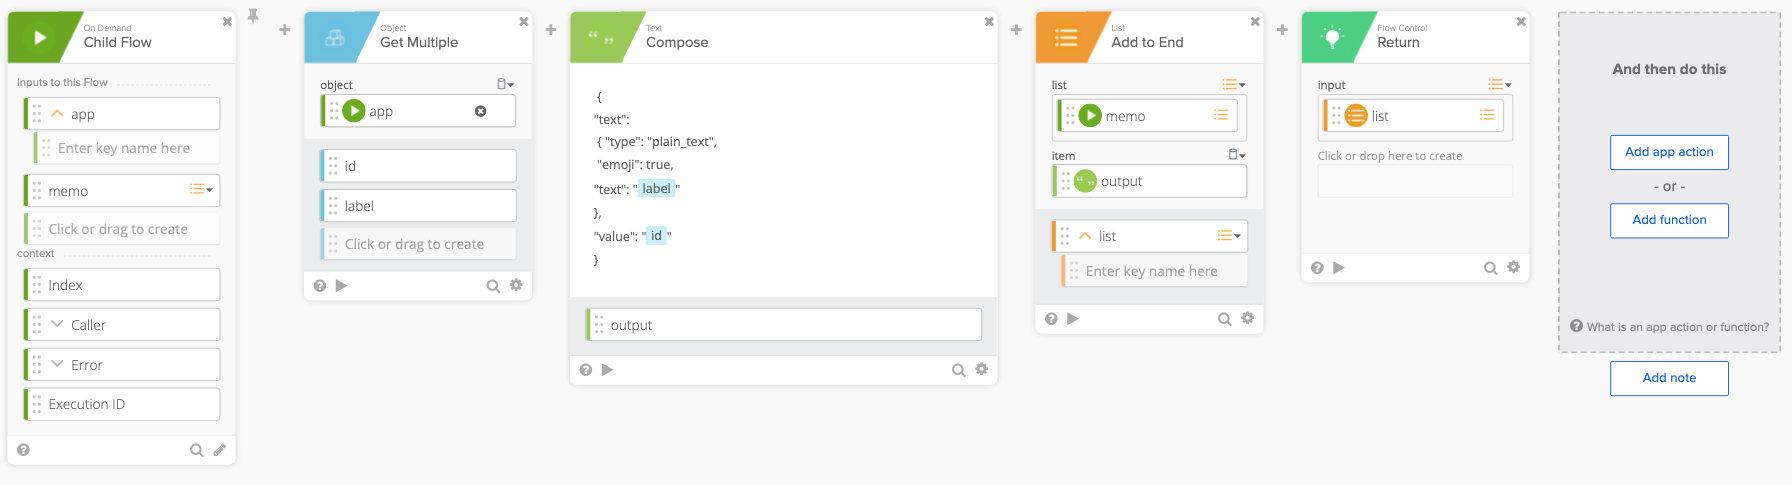 On Demand
Child Flow
Inputs to this Flow
app
Enter key name here
memo
Click or drag to create
context
Index
Caller
Error
Execution ID
Object
Get Multiple
object
app
id
label
Click or drag to create
Text
Compose
{
"text":
{ "type": "plain_text",
"emoji": true,
"text": " label "
},
"value": " id "
}
output
List
Add to End
list
memo
item
output
list
Enter key name here
Flow Control
Return
input
list
Click or drop here to create
And then do this
Add app action
- or -
Add function
What is an app action or function?
Add note